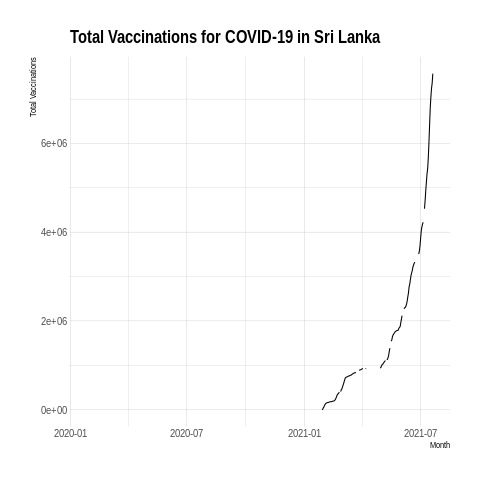 Total Vaccinations for COVID-19 in Sri Lanka
Total Vaccinations
6e+06
4e+06
2e+06
0e+00
2020-01 2020-07 2021-01 2021-07
Month